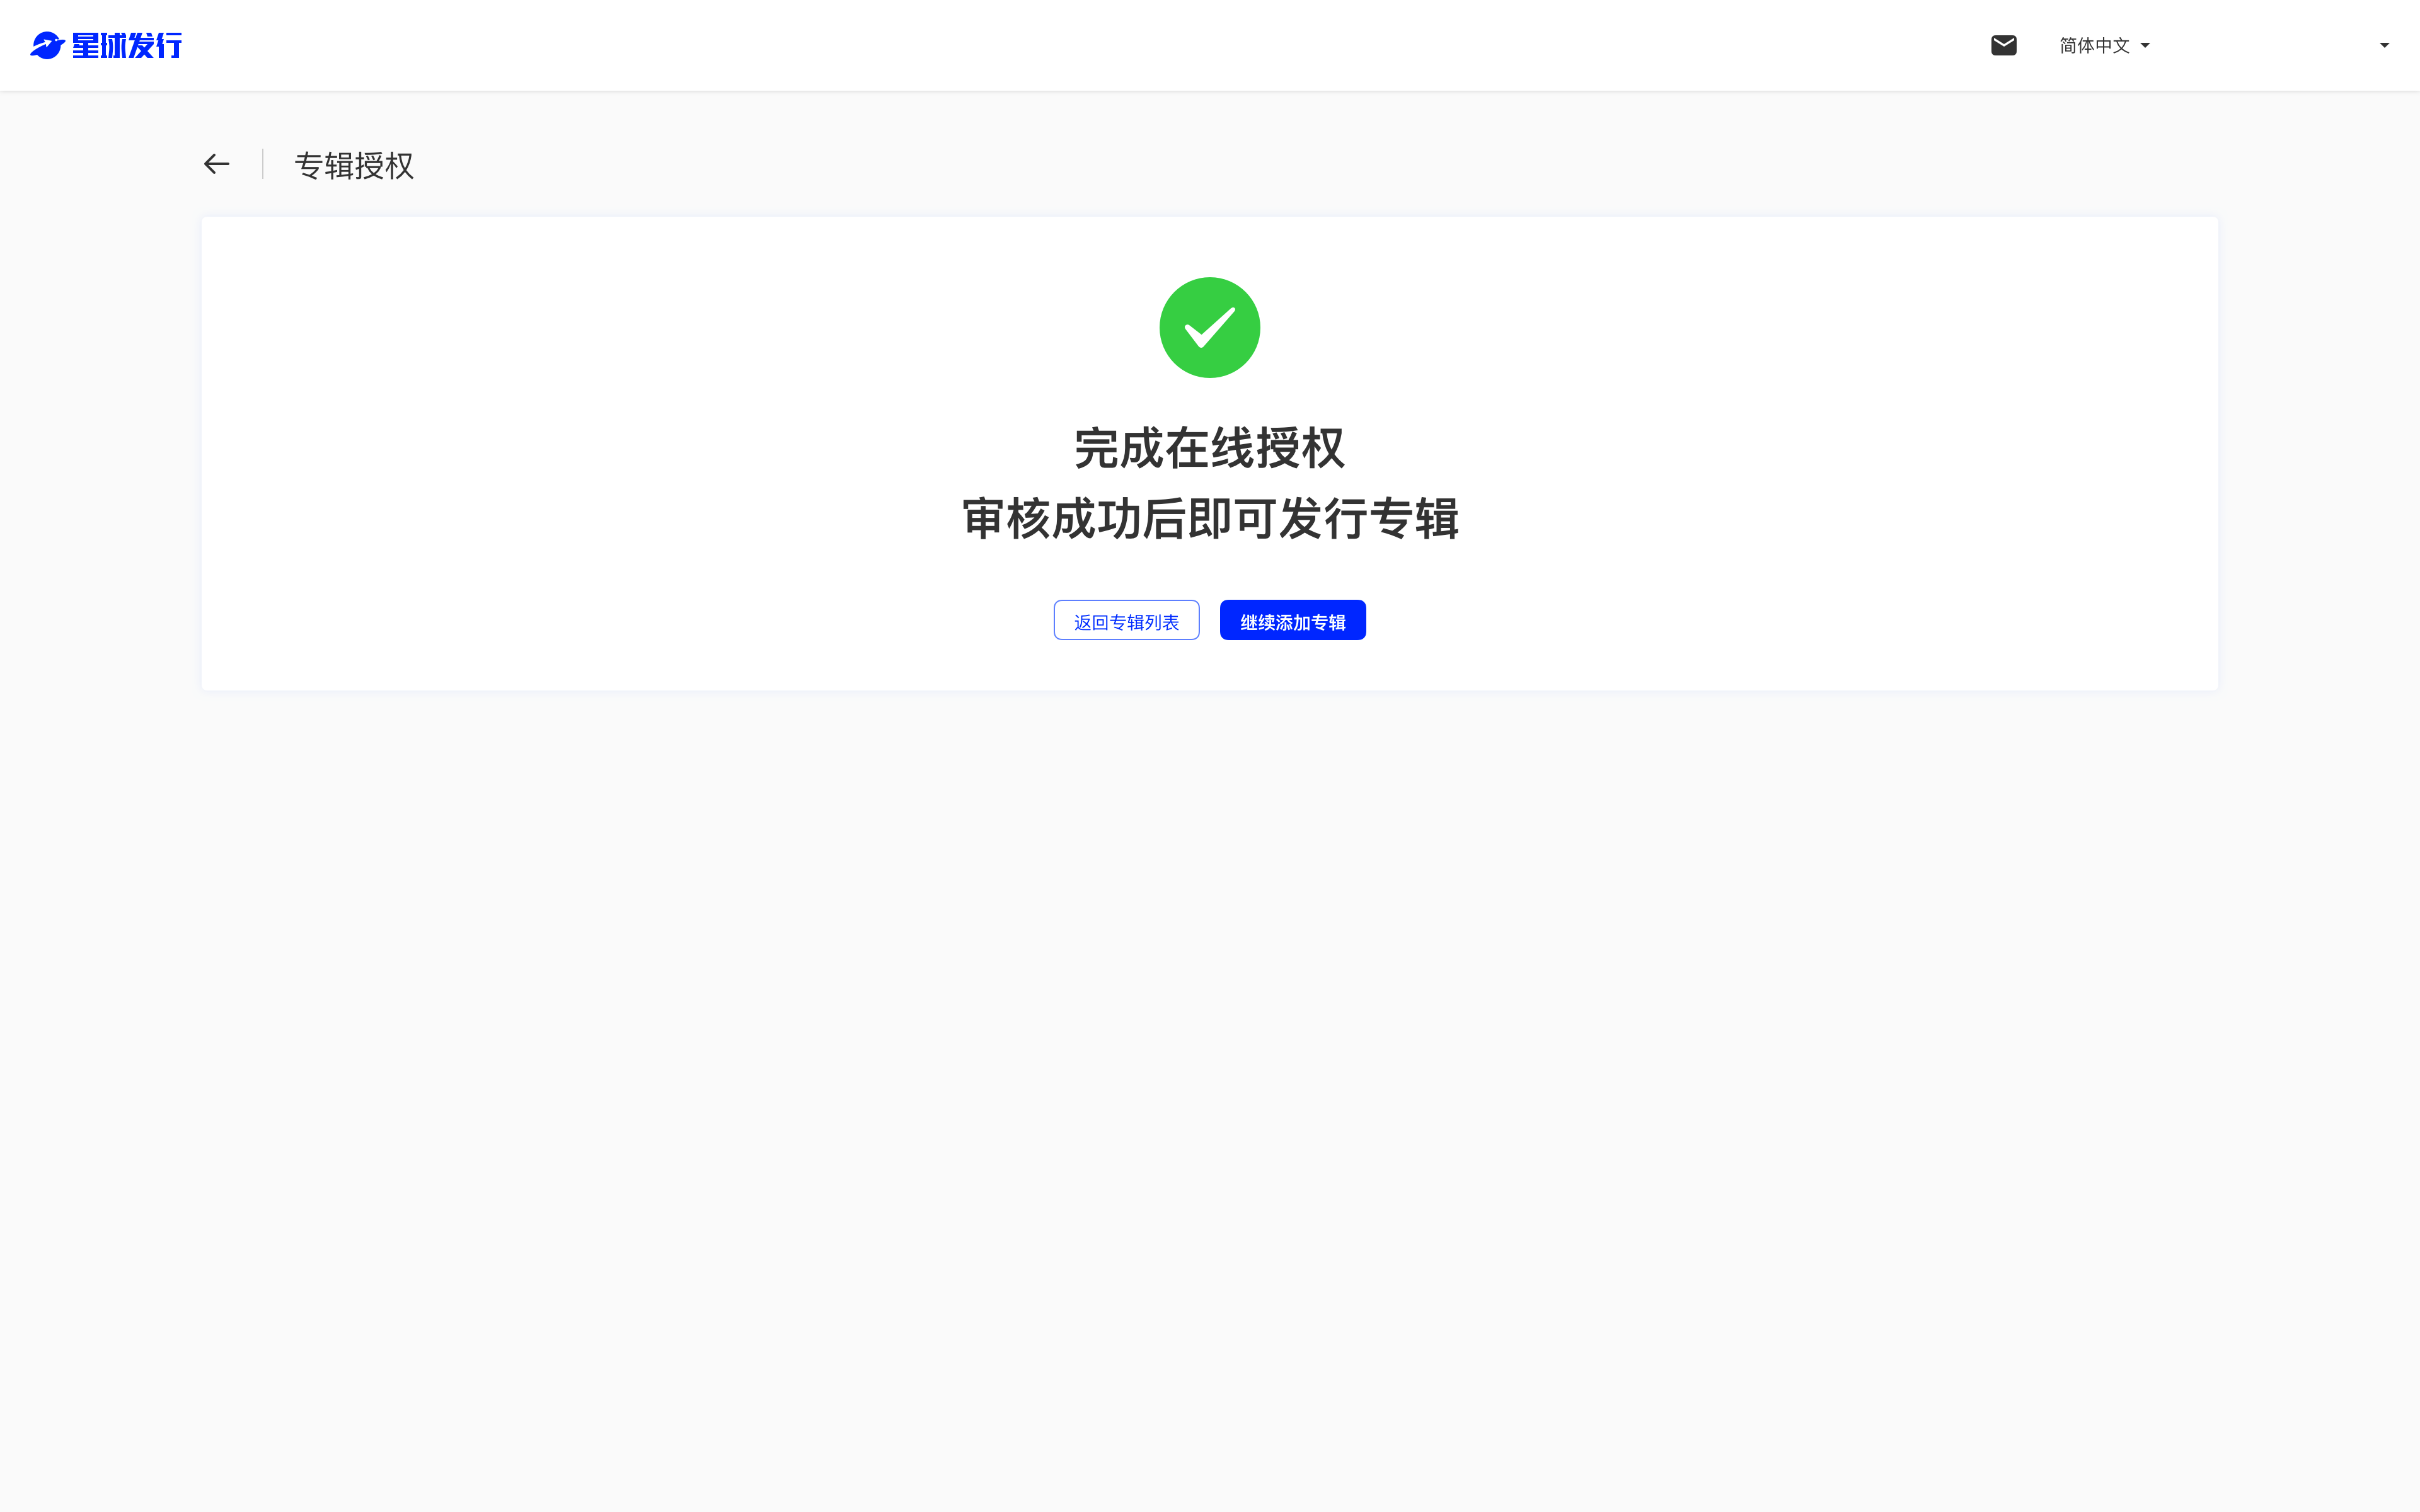 星球发行
简体中文
专辑授权
完成在线授权
审核成功后即可发行专辑
返回专辑列表
继续添加专辑